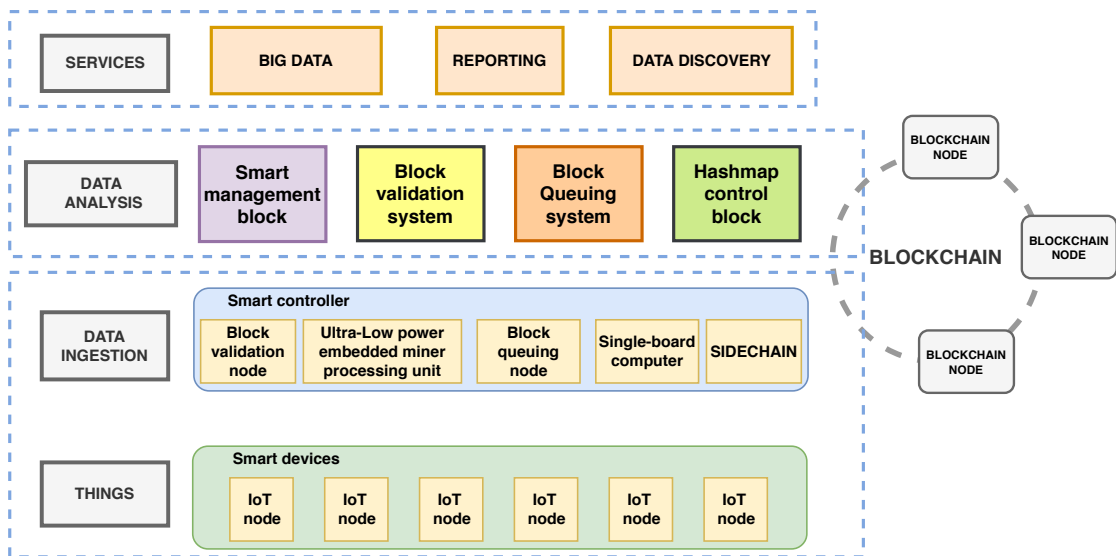 SERVICES
BIG DATA
REPORTING
DATA DISCOVERY
DATA
ANALYSIS
Smart
management
block
Block
validation
system
Block
Queuing
system
Hashmap
control
block
BLOCKCHAIN
NODE
BLOCKCHAIN
BLOCKCHAIN
NODE
BLOCKCHAIN
NODE
DATA
INGESTION
Smart controller
Block
validation
node
Ultra-Low power
embedded miner
processing unit
Block
queuing
node
Single-board
computer
SIDECHAIN
THINGS
Smart devices
IoT
node
IoT
node
IoT
node
IoT
node
IoT
node
IoT
node